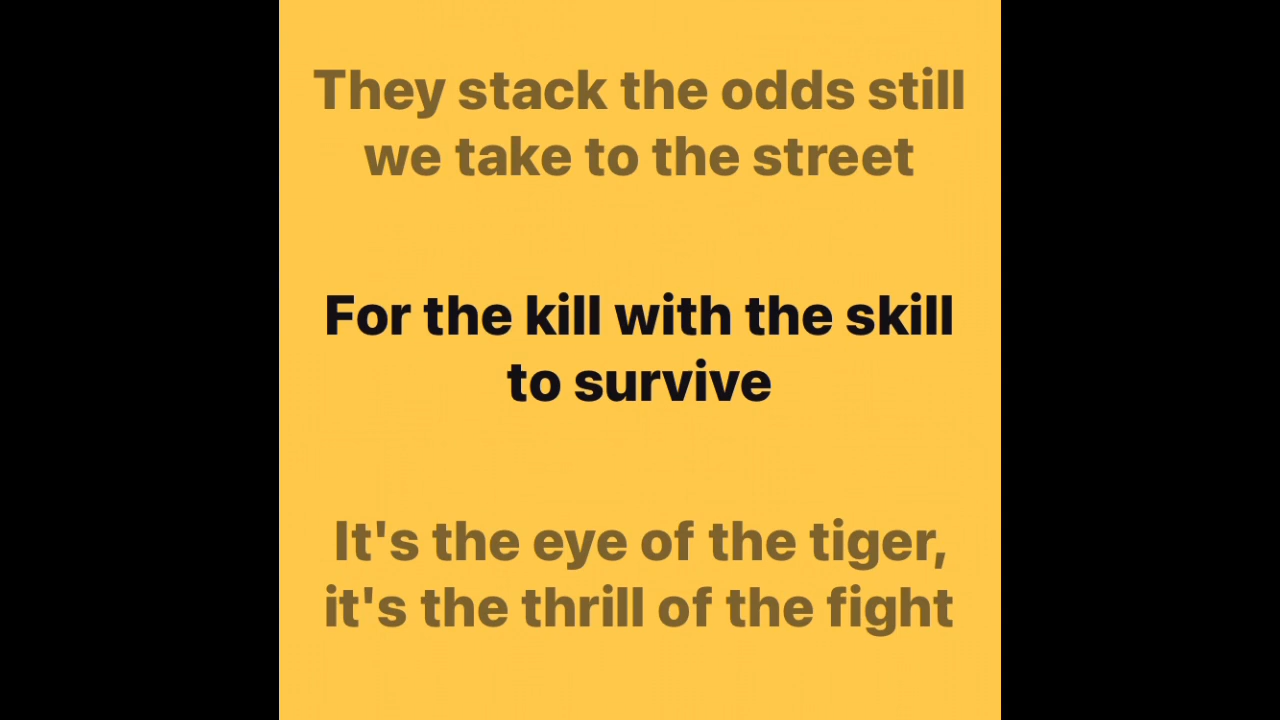 They stack the odds still
we take to the street
For the kill with the skill
to survive
It's the eye of the tiger,
it's the thrill of the fight